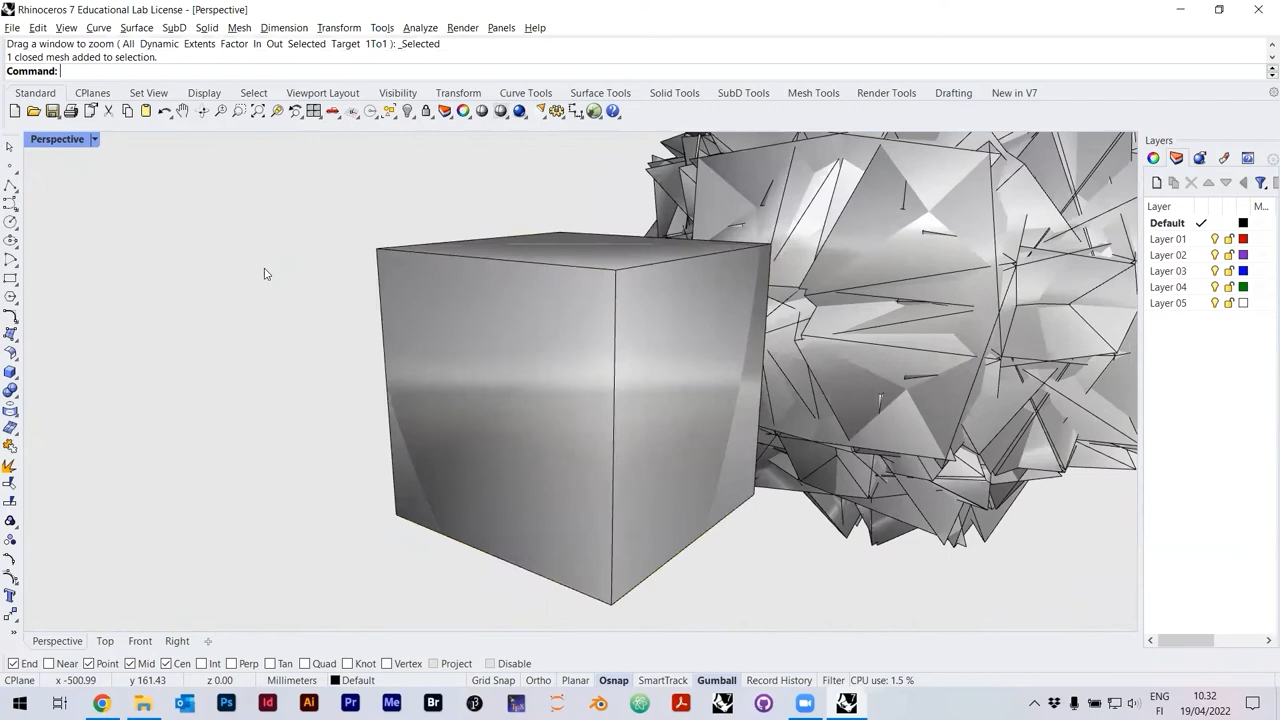 Rhinoceros 7 Educational Lab License - [Perspective]
File Edit View Curve Surface SubD Solid Mesh Dimension Transform Tools Analyze Render Panels Help
Drag a window to zoom ( All Dynamic Extents Factor In Out Selected Target 1To1 ): _Selected
1 closed mesh added to selection.
Command:
Standard CPlanes Set View Display Select Viewport Layout Visibility Transform Curve Tools Surface Tools Solid Tools SubD Tools Mesh Tools Render Tools Drafting New in V7
Perspective
Layers
Layer M...
Default
Layer 01
Layer 02
Layer 03
Layer 04
Layer 05
Perspective Top Front Right
End Near Point Mid Cen Int Perp Tan Quad Knot Vertex Project Disable
CPlane x -500.99 y 161.43 z 0.00 Millimeters Default Grid Snap Ortho Planar Osnap SmartTrack Gumball Record History Filter CPU use: 1.5 %
Ps Id Ai Pr Me Br
ENG 10.32
FI 19/04/2022